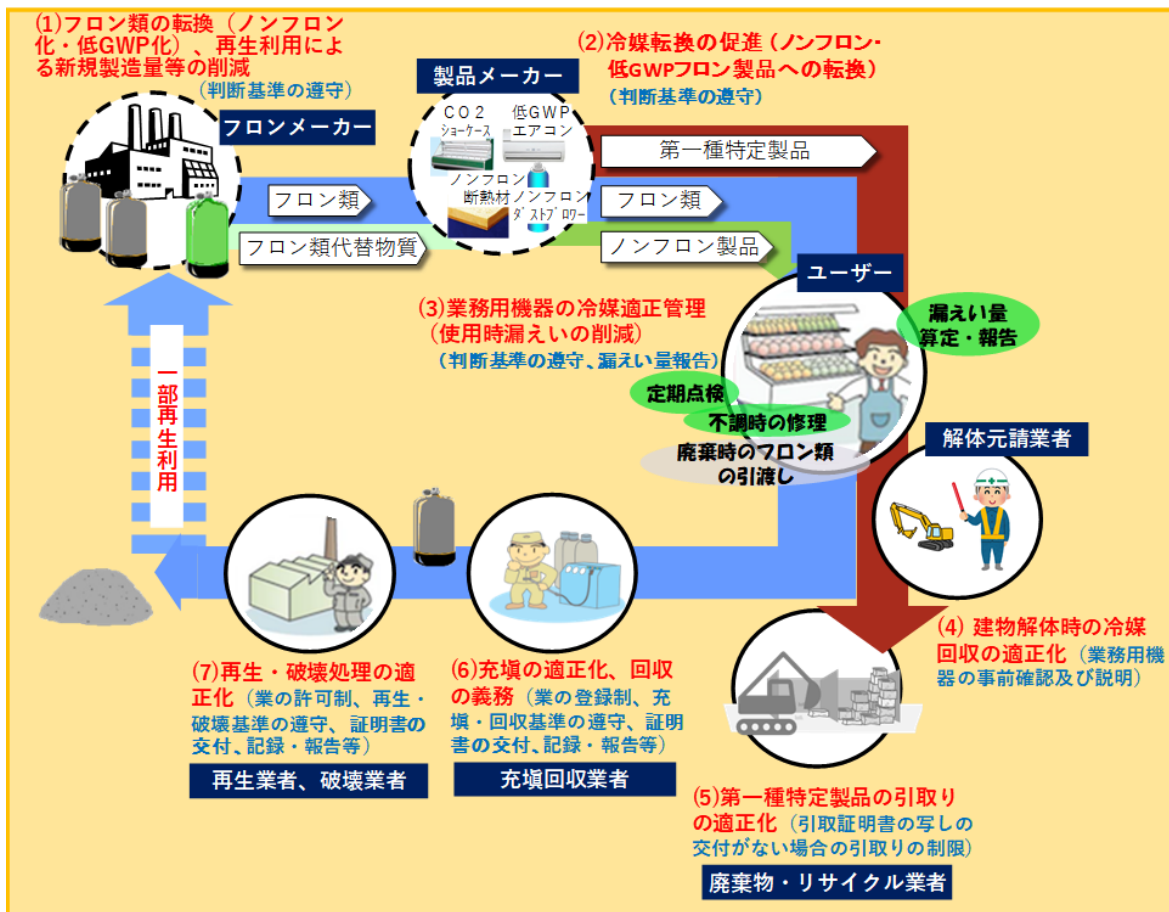 (1)フロン類の転換（ノンフロン
化・低GWP化）、再生利用によ
る新規製造量等の削減
(判断基準の遵守)
フロンメーカー
製品メーカー
ＣＯ２
ショーケース
低ＧＷＰ
エアコン
ノンフロン
断熱材
ノンフロン
ダストブロワー
(2)冷媒転換の促進（ノンフロン・
低GWPフロン製品への転換）
（判断基準の遵守）
第一種特定製品
フロン類
フロン類
フロン類代替物質
ノンフロン製品
ユーザー
(3)業務用機器の冷媒適正管理
(使用時漏えいの削減)
（判断基準の遵守、漏えい量報告）
漏えい量
算定・報告
定期点検
不調時の修理
廃棄時のフロン類
の引渡し
解体元請業者
一部再生利用
(4) 建物解体時の冷媒
回収の適正化（業務用機
器の事前確認及び説明）
(7)再生・破壊処理の適
正化（業の許可制、再生・
破壊基準の遵守、証明書の
交付、記録・報告等）
再生業者、破壊業者
(6)充塡の適正化、回収
の義務（業の登録制、充
塡・回収基準の遵守、証明
書の交付、記録・報告等）
充塡回収業者
(5)第一種特定製品の引取り
の適正化（引取証明書の写しの
交付がない場合の引取りの制限）
廃棄物・リサイクル業者